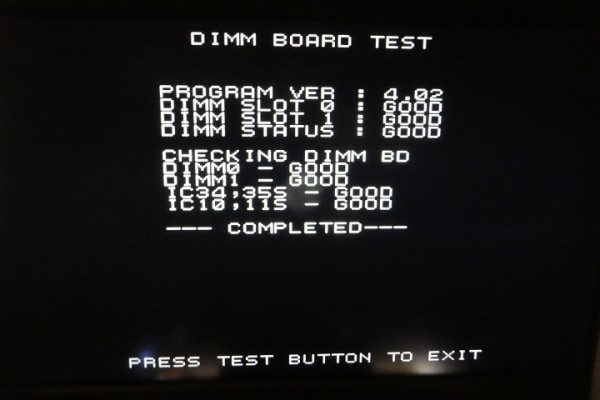 DIMM BOARD TEST
PROGRAM VER : 4.02
DIMM SLOT 0 : GOOD
DIMM SLOT 1 : GOOD
DIMM STATUS : GOOD
CHECKING DIMM BD
DIMM0 - GOOD
DIMM1 - GOOD
IC34,35S - GOOD
IC10,11S - GOOD
--- COMPLETED---
PRESS TEST BUTTON TO EXIT